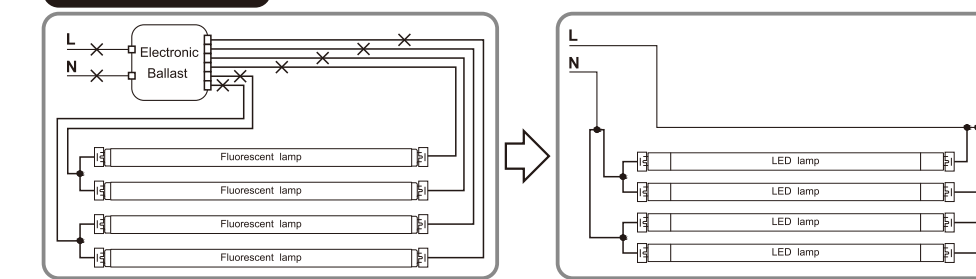 L
Electronic
N
Ballast
Fluorescent lamp
Fluorescent lamp
Fluorescent lamp
Fluorescent lamp
L
N
LED lamp
LED lamp
LED lamp
LED lamp